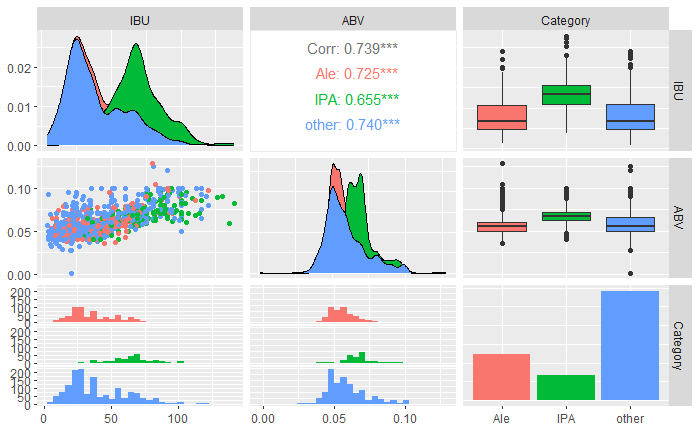 IBU ABV Category
0.02
0.01
0.00
Corr: 0.739***
Ale: 0.725***
IPA: 0.655***
other: 0.740***
IBU
0.10
0.05
0.00
ABV
200
150
100
50
0
200
150
100
50
0
200
150
100
50
0
Category
0 50 100
0.00 0.05 0.10
Ale IPA other